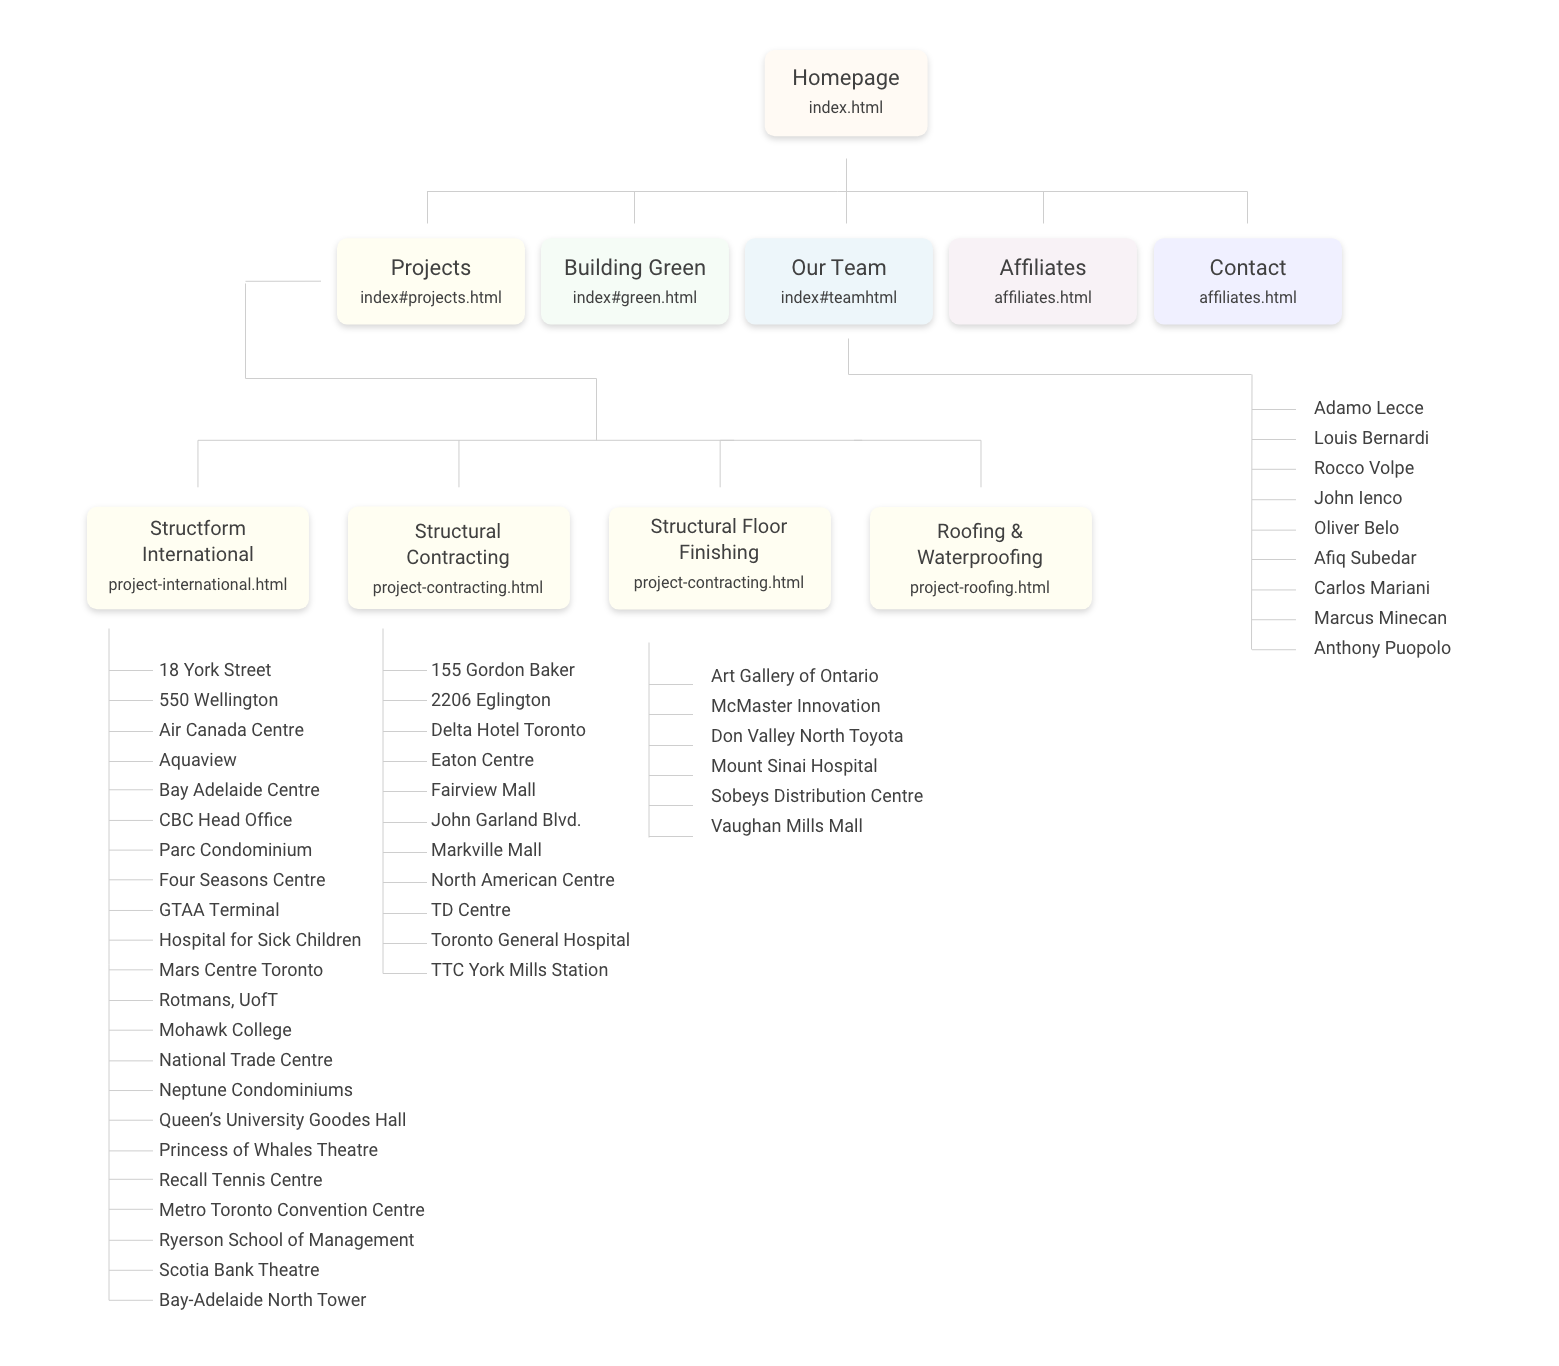 Homepage
index.html
Projects
index#projects.html
Building Green
index#green.html
Our Team
index#teamhtml
Affiliates
affiliates.html
Contact
affiliates.html
Adamo Lecce
Louis Bernardi
Rocco Volpe
John Ienco
Oliver Belo
Afiq Subedar
Carlos Mariani
Marcus Minecan
Anthony Puopolo
Structform
International
project-international.html
Structural
Contracting
project-contracting.html
Structural Floor
Finishing
project-contracting.html
Roofing &
Waterproofing
project-roofing.html
18 York Street
550 Wellington
Air Canada Centre
Aquaview
Bay Adelaide Centre
CBC Head Office
Parc Condominium
Four Seasons Centre
GTAA Terminal
Hospital for Sick Children
Mars Centre Toronto
Rotmans, UofT
Mohawk College
National Trade Centre
Neptune Condominiums
Queen’s University Goodes Hall
Princess of Whales Theatre
Recall Tennis Centre
Metro Toronto Convention Centre
Ryerson School of Management
Scotia Bank Theatre
Bay-Adelaide North Tower
155 Gordon Baker
2206 Eglington
Delta Hotel Toronto
Eaton Centre
Fairview Mall
John Garland Blvd.
Markville Mall
North American Centre
TD Centre
Toronto General Hospital
TTC York Mills Station
Art Gallery of Ontario
McMaster Innovation
Don Valley North Toyota
Mount Sinai Hospital
Sobeys Distribution Centre
Vaughan Mills Mall